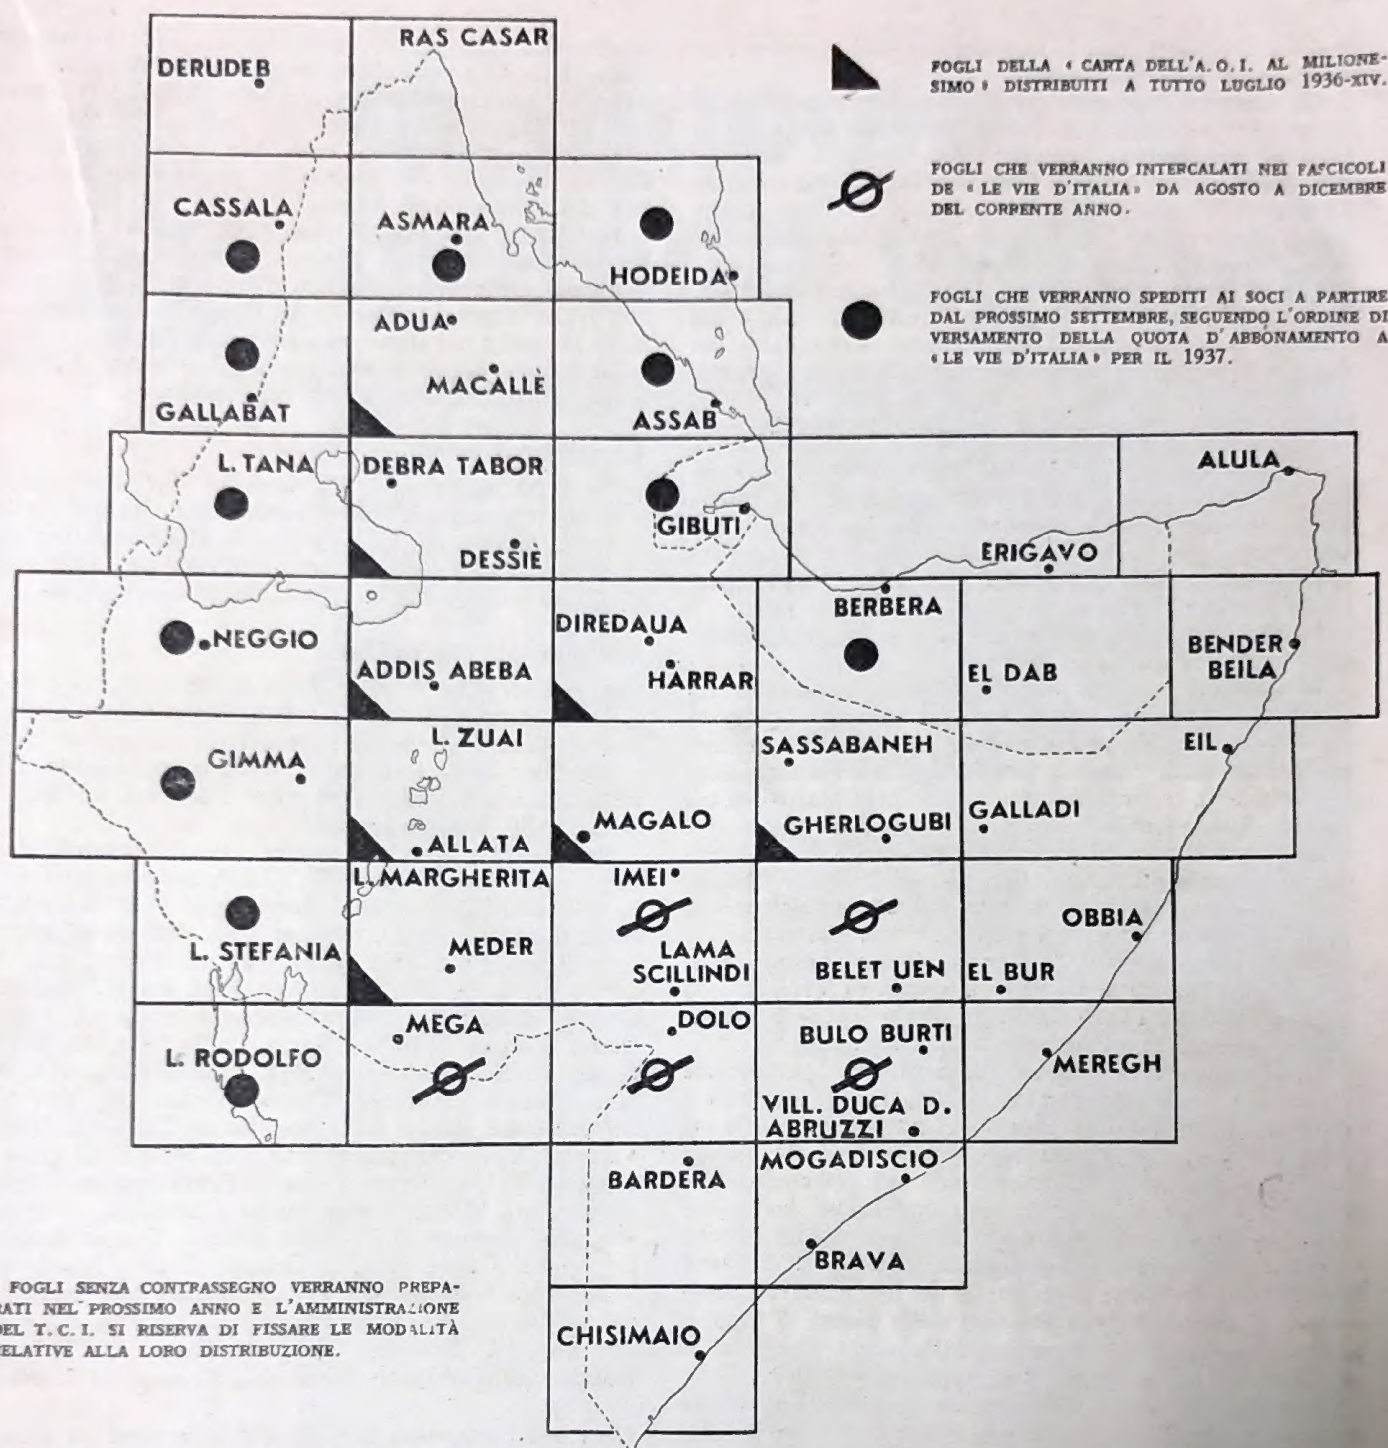 RAS CASAR
DERUDEB
FOGLI DELLA « CARTA DELL'A. O. I. AL MILIONE-
SIMO » DISTRIBUITI A TUTTO LUGLIO 1936-XIV.
FOGLI CHE VERRANNO INTERCALATI NEI FASCICOLI
DE « LE VIE D'ITALIA » DA AGOSTO A DICEMBRE
DEL CORRENTE ANNO.
FOGLI CHE VERRANNO SPEDITI AI SOCI A PARTIRE
DAL PROSSIMO SETTEMBRE, SEGUENDO L'ORDINE DI
VERSAMENTO DELLA QUOTA D'ABBONAMENTO A
« LE VIE D'ITALIA » PER IL 1937.
CASSALA
ASMARA
HODEIDA
ADUA
MACALLÈ
GALLABAT
ASSAB
L. TANA
DEBRA TABOR
DESSIÈ
GIBUTI
ERIGAVO
ALULA
NEGGIO
ADDIS ABEBA
DIREDAUA
HARRAR
BERBERA
EL DAB
BENDER
BEILA
GIMMA
L. ZUAI
ALLATA
MAGALO
SASSABANEH
GHERLOGUBI
GALLADI
EIL
L. STEFANIA
L. MARGHERITA
MEDER
IMEI
LAMA
SCILLINDI
BELET UEN
EL BUR
OBBIA
L. RODOLFO
MEGA
DOLO
BULO BURTI
VILL. DUCA D.
ABRUZZI
MEREGH
BARDERA
MOGADISCIO
BRAVA
CHISIMAIO
FOGLI SENZA CONTRASSEGNO VERRANNO PREPA-
RATI NEL PROSSIMO ANNO E L'AMMINISTRAZIONE
DEL T. C. I. SI RISERVA DI FISSARE LE MODALITÀ
RELATIVE ALLA LORO DISTRIBUZIONE.